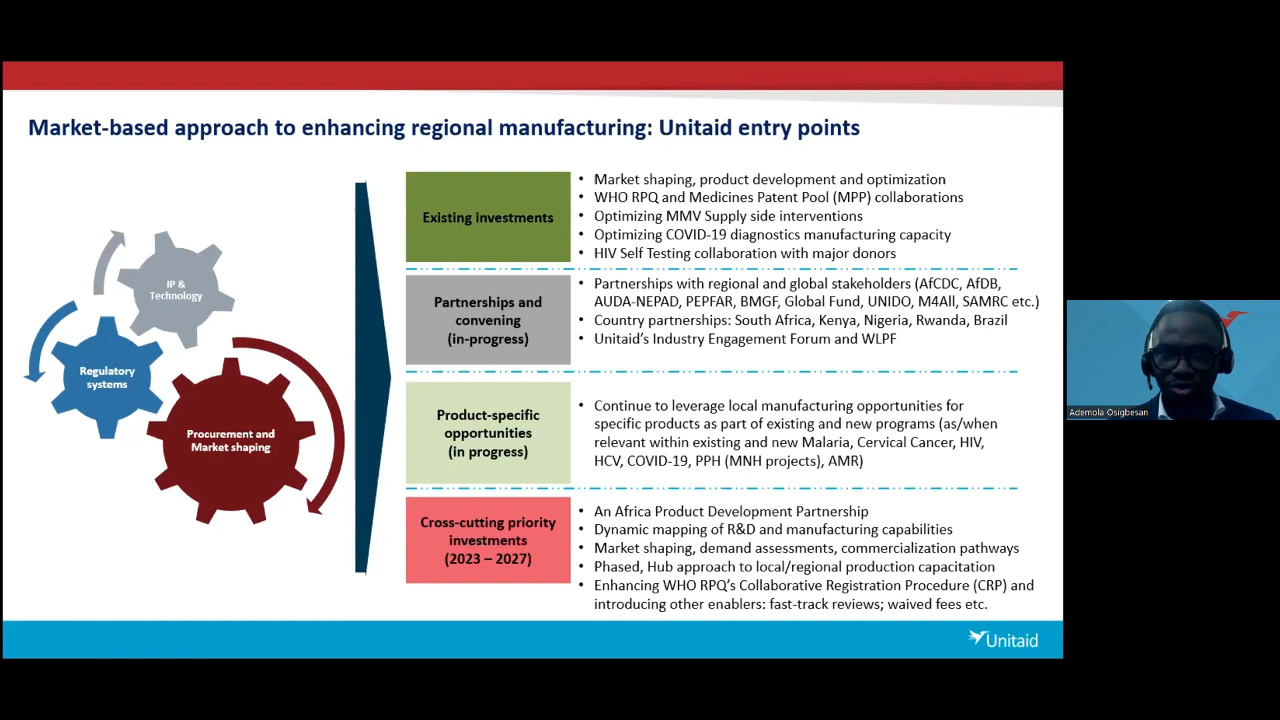 Market-based approach to enhancing regional manufacturing: Unitaid entry points
IP &
Technology
Regulatory
systems
Procurement and
Market shaping
Existing investments
• Market shaping, product development and optimization
• WHO RPQ and Medicines Patent Pool (MPP) collaborations
• Optimizing MMV Supply side interventions
• Optimizing COVID-19 diagnostics manufacturing capacity
• HIV Self Testing collaboration with major donors
Partnerships and
convening
(in-progress)
• Partnerships with regional and global stakeholders (AfCDC, AfDB,
AUDA-NEPAD, PEPFAR, BMGF, Global Fund, UNIDO, M4All, SAMRC etc.)
• Country partnerships: South Africa, Kenya, Nigeria, Rwanda, Brazil
• Unitaid's Industry Engagement Forum and WLPF
Product-specific
opportunities
(in progress)
• Continue to leverage local manufacturing opportunities for
specific products as part of existing and new programs (as/when
relevant within existing and new Malaria, Cervical Cancer, HIV,
HCV, COVID-19, PPH (MNH projects), AMR)
Cross-cutting priority
investments
(2023 – 2027)
• An Africa Product Development Partnership
• Dynamic mapping of R&D and manufacturing capabilities
• Market shaping, demand assessments, commercialization pathways
• Phased, Hub approach to local/regional production capacitation
• Enhancing WHO RPQ's Collaborative Registration Procedure (CRP) and
introducing other enablers: fast-track reviews; waived fees etc.
Unitaid
Ademola Osigbesan